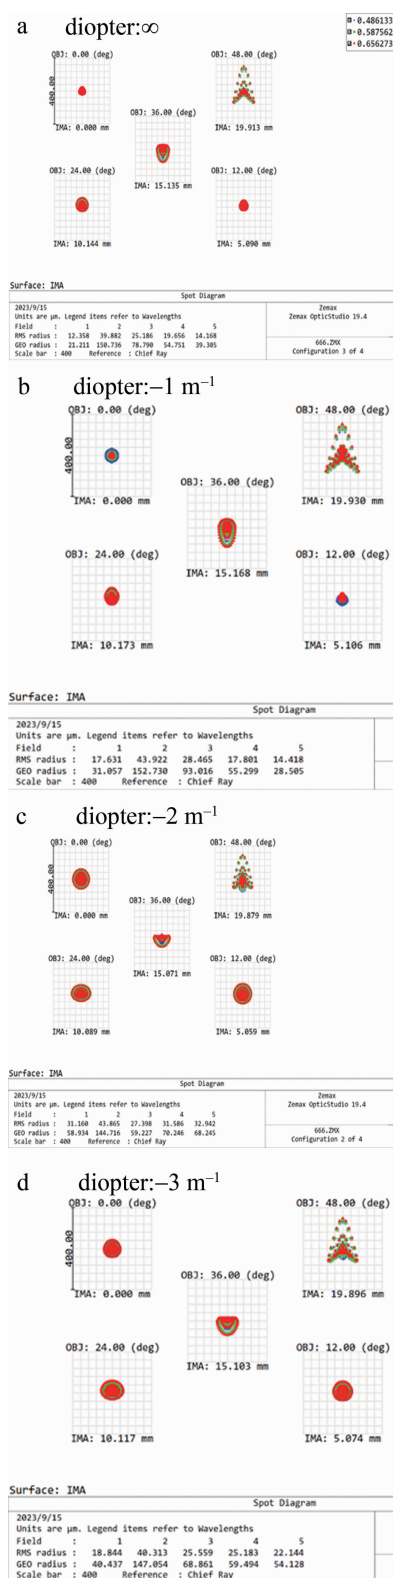 a diopter:∞
0.486133
0.587562
0.656273
OBJ: 0.00 (deg)
OBJ: 48.00 (deg)
400.00
IMA: 0.000 mm
IMA: 19.913 mm
OBJ: 36.00 (deg)
IMA: 15.135 mm
OBJ: 24.00 (deg)
OBJ: 12.00 (deg)
IMA: 10.144 mm
IMA: 5.090 mm
Surface: IMA
Spot Diagram
2023/9/15
Units are µm. Legend items refer to Wavelengths
Field : 1 2 3 4 5
RMS radius : 12.358 39.882 25.186 19.656 14.168
GEO radius : 21.211 150.736 78.790 54.751 39.305
Scale bar : 400 Reference : Chief Ray
Zemax
Zemax OpticStudio 19.4
666.ZMX
Configuration 3 of 4
b diopter:−1 m⁻¹
OBJ: 0.00 (deg)
OBJ: 48.00 (deg)
400.00
IMA: 0.000 mm
IMA: 19.930 mm
OBJ: 36.00 (deg)
IMA: 15.168 mm
OBJ: 24.00 (deg)
OBJ: 12.00 (deg)
IMA: 10.173 mm
IMA: 5.106 mm
Surface: IMA
Spot Diagram
2023/9/15
Units are µm. Legend items refer to Wavelengths
Field : 1 2 3 4 5
RMS radius : 17.631 43.922 28.465 17.801 14.418
GEO radius : 31.057 152.730 93.016 55.299 28.505
Scale bar : 400 Reference : Chief Ray
c diopter:−2 m⁻¹
OBJ: 0.00 (deg)
OBJ: 48.00 (deg)
400.00
IMA: 0.000 mm
IMA: 19.879 mm
OBJ: 36.00 (deg)
IMA: 15.071 mm
OBJ: 24.00 (deg)
OBJ: 12.00 (deg)
IMA: 10.089 mm
IMA: 5.059 mm
Surface: IMA
Spot Diagram
2023/9/15
Units are µm. Legend items refer to Wavelengths
Field : 1 2 3 4 5
RMS radius : 31.160 43.865 27.398 31.586 32.942
GEO radius : 58.934 144.716 59.227 70.246 68.245
Scale bar : 400 Reference : Chief Ray
Zemax
Zemax OpticStudio 19.4
666.ZMX
Configuration 2 of 4
d diopter:−3 m⁻¹
OBJ: 0.00 (deg)
OBJ: 48.00 (deg)
400.00
IMA: 0.000 mm
IMA: 19.896 mm
OBJ: 36.00 (deg)
IMA: 15.103 mm
OBJ: 24.00 (deg)
OBJ: 12.00 (deg)
IMA: 10.117 mm
IMA: 5.074 mm
Surface: IMA
Spot Diagram
2023/9/15
Units are µm. Legend items refer to Wavelengths
Field : 1 2 3 4 5
RMS radius : 18.844 40.313 25.559 25.183 22.144
GEO radius : 40.437 147.054 68.861 59.494 54.128
Scale bar : 400 Reference : Chief Ray